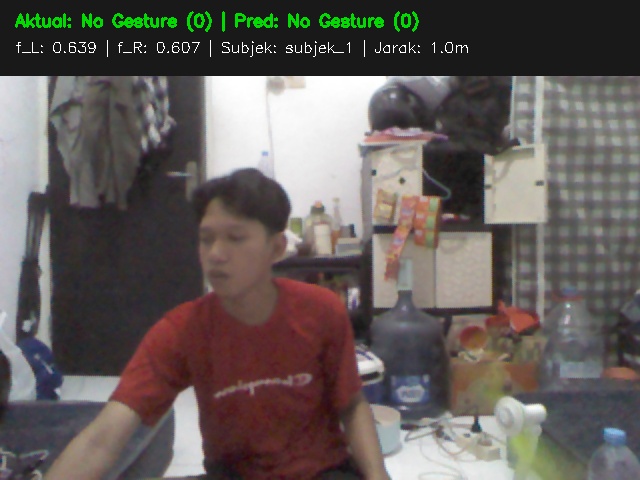 Aktual: No Gesture (0) | Pred: No Gesture (0)
f_L: 0.639 | f_R: 0.607 | Subjek: subjek_1 | Jarak: 1.0m